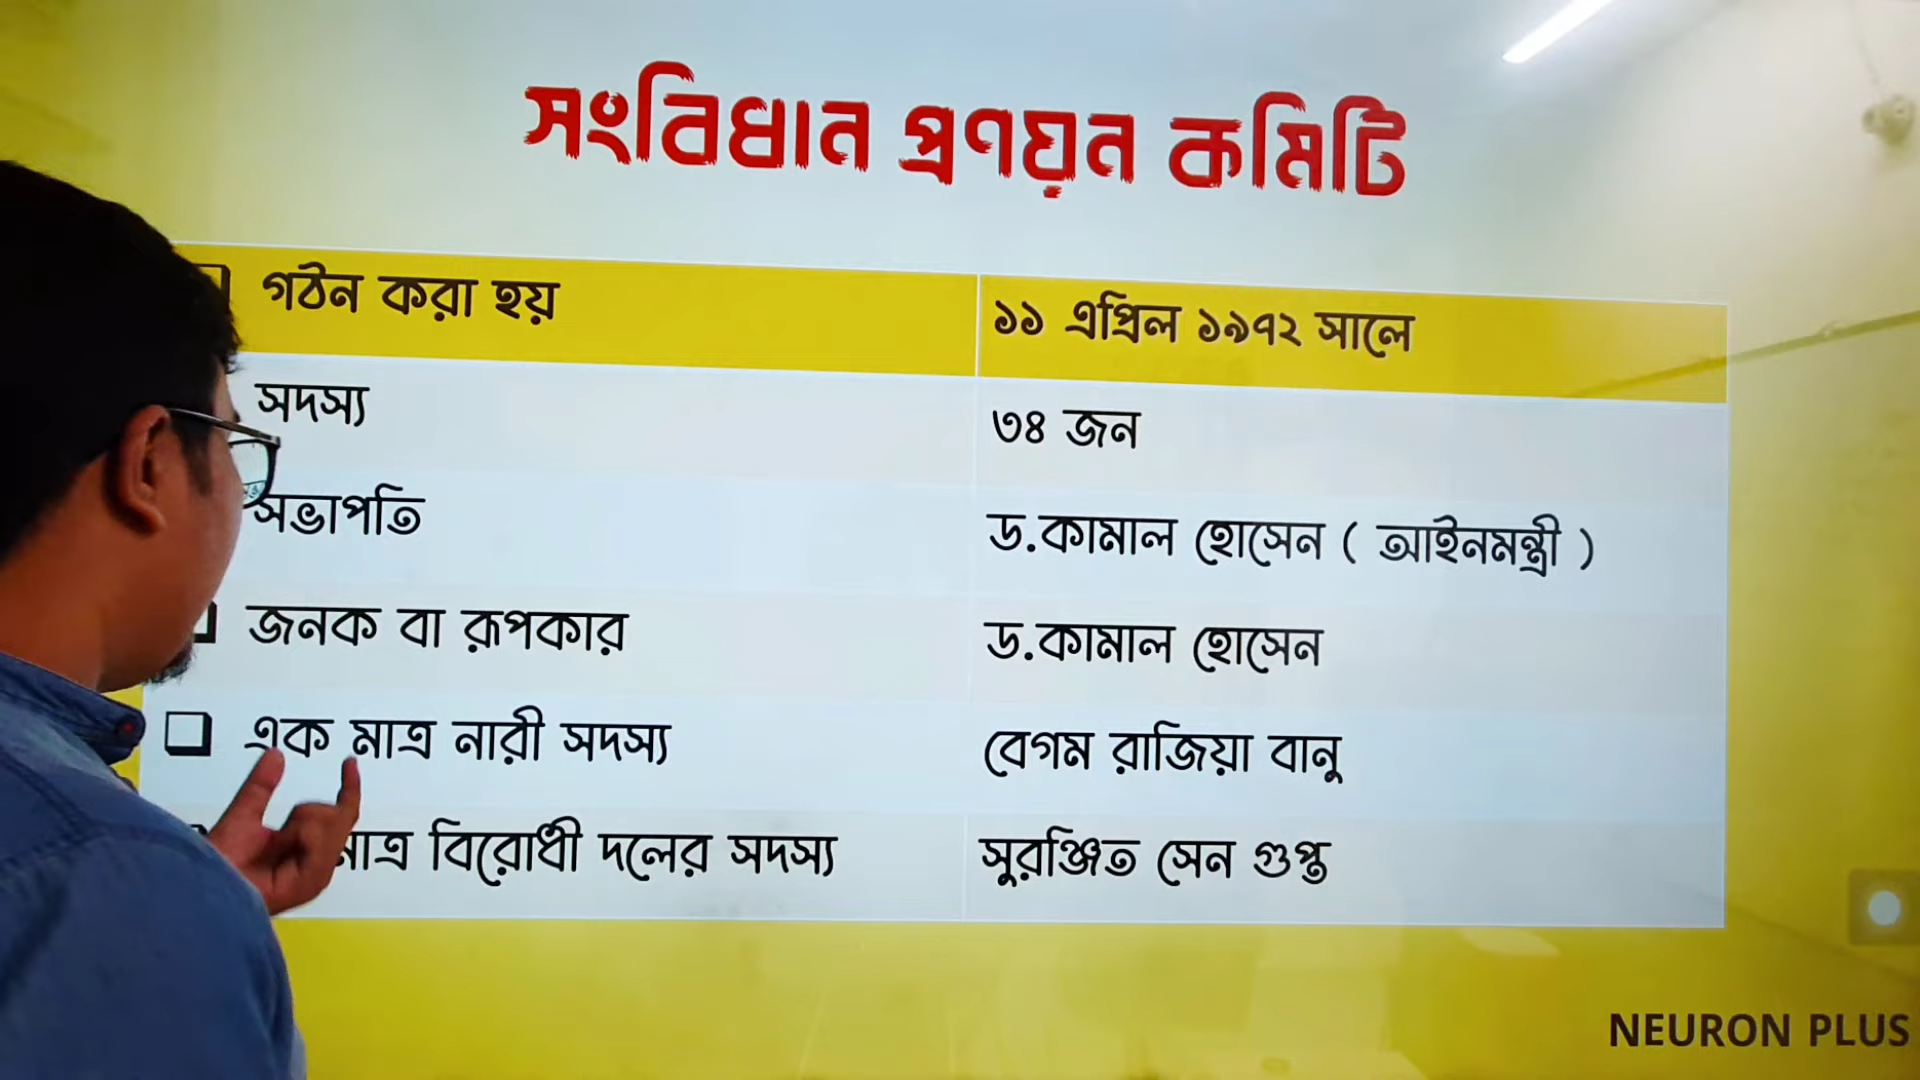 সংবিধান প্রণয়ন কমিটি
গঠন করা হয় ১১ এপ্রিল ১৯৭২ সালে
সদস্য ৩৪ জন
সভাপতি ড.কামাল হোসেন ( আইনমন্ত্রী )
জনক বা রূপকার ড.কামাল হোসেন
এক মাত্র নারী সদস্য বেগম রাজিয়া বানু
মাত্র বিরোধী দলের সদস্য সুরঞ্জিত সেন গুপ্ত
NEURON PLUS